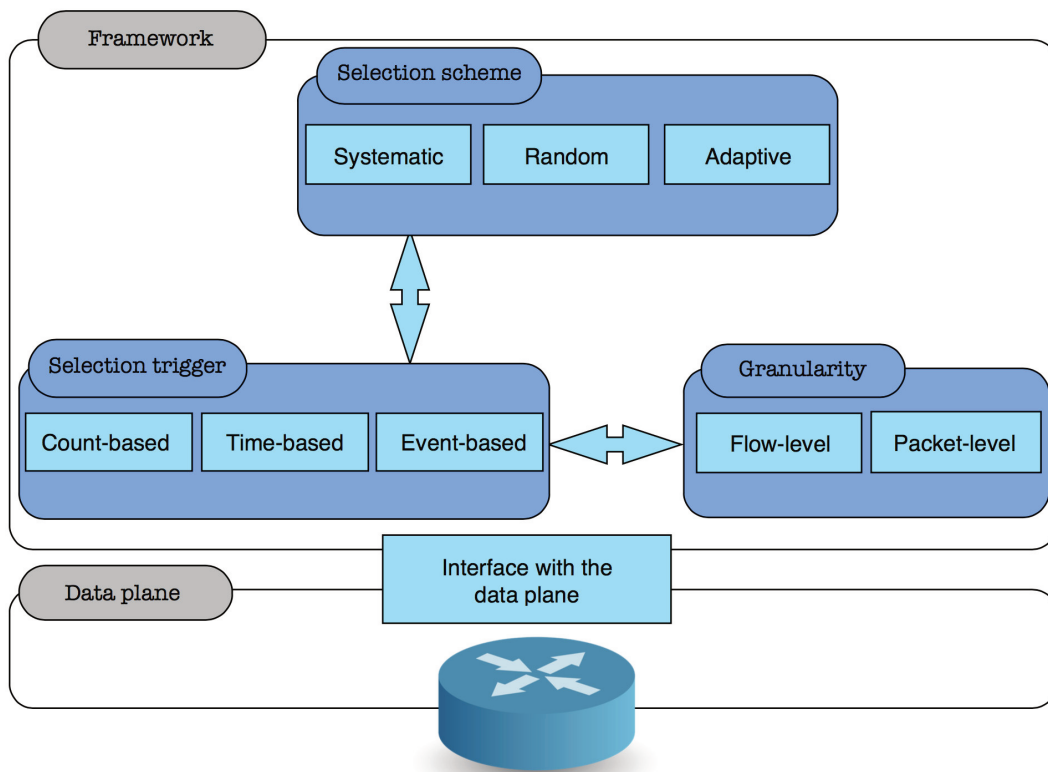 Framework
Selection scheme
Systematic
Random
Adaptive
Selection trigger
Count-based
Time-based
Event-based
Granularity
Flow-level
Packet-level
Interface with the
data plane
Data plane